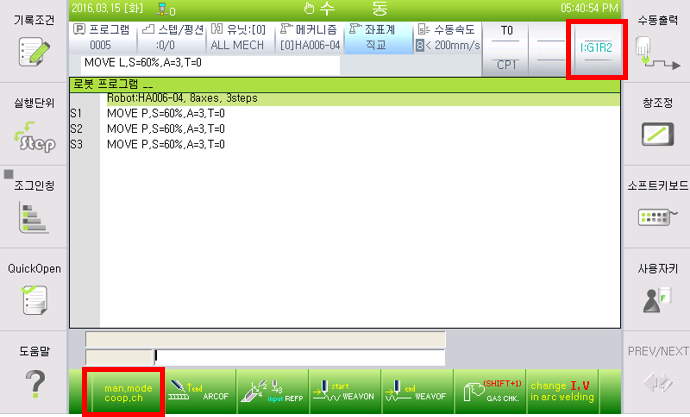 기록조건
실행단위
Step
조그인칭
QuickOpen
도움말
2016,03,15 [화]
0
수 동
05:40:54 PM
P 프로그램
0005
스텝/펑션
:0/0
유닛:[0]
ALL MECH
메커니즘
[0]HA006-04
좌표계
직교
수동속도
< 200mm/s
T0
CP1
I:G1R2
MOVE L,S=60%,A=3,T=0
로봇 프로그램 __
Robot:HA006-04, 8axes, 3steps
S1 MOVE P,S=60%,A=3,T=0
S2 MOVE P,S=60%,A=3,T=0
S3 MOVE P,S=60%,A=3,T=0
man,mode
coop,ch
end
ARCOF
input REFP
start
WEAVON
end
WEAVOF
(SHIFT+1)
GAS CHK.
change I,V
in arc welding
수동출력
창조정
소프트키보드
사용자키
F
PREV/NEXT